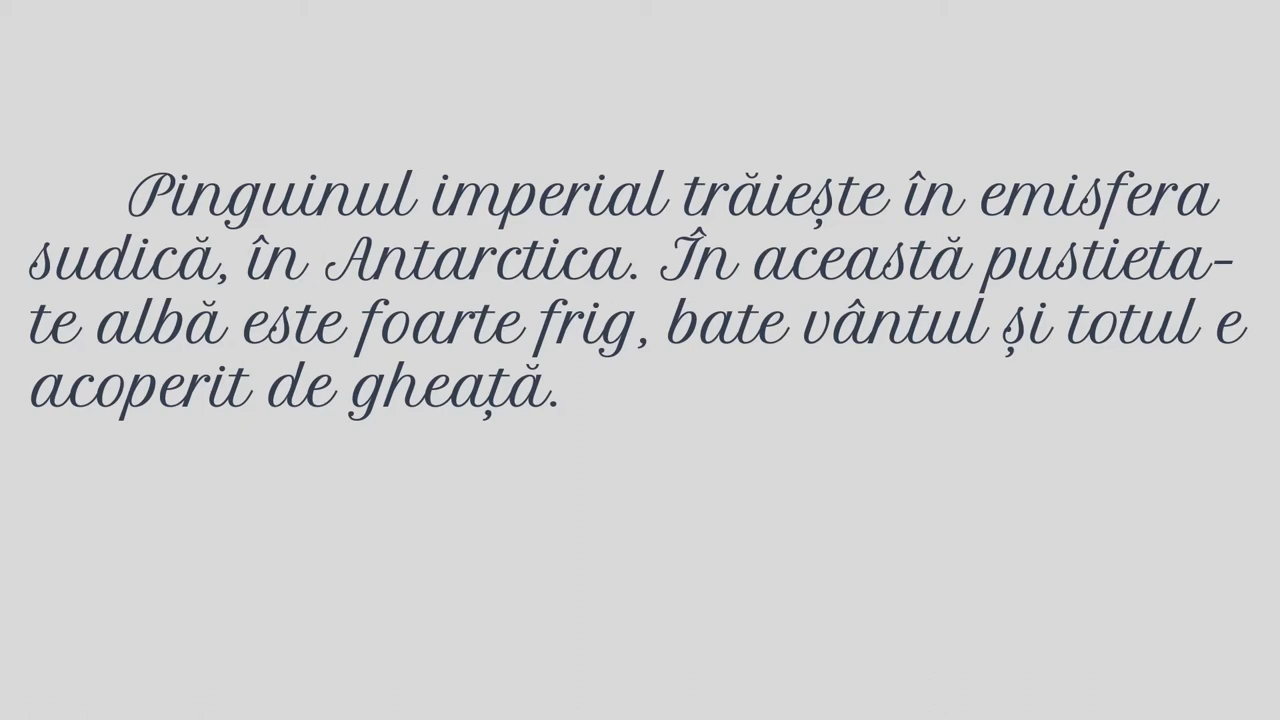 Pinguinul imperial trăiește în emisfera
sudică, în Antarctica. În această pustieta-
te albă este foarte frig, bate vântul și totul e
acoperit de gheață.